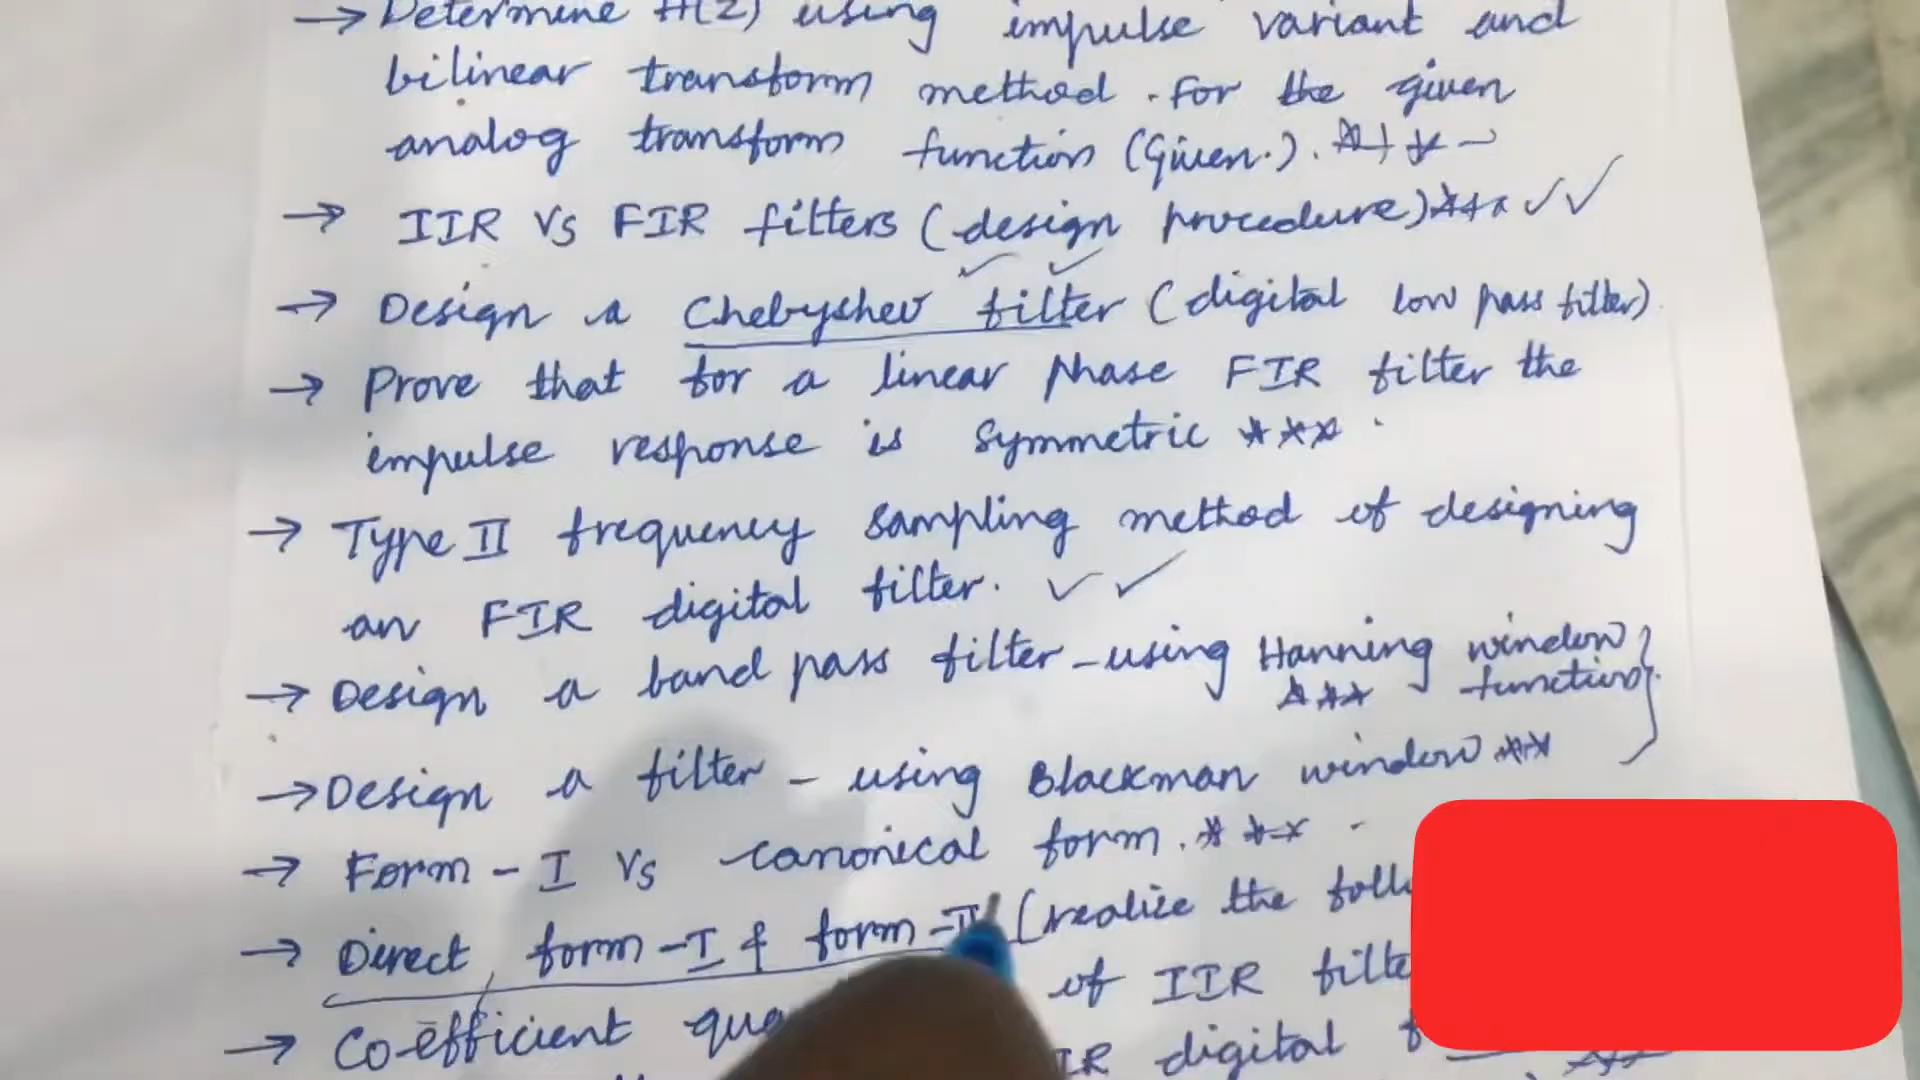 → Determine H(z) using impulse variant and
bilinear transform method. For the given
analog transform function (Given.). ***
→ IIR Vs FIR filters (design procedure) *** ✓✓
→ Design a Chebyshev filter (digital low pass filter)
→ Prove that for a linear phase FIR filter the
impulse response is symmetric ***
→ Type II frequency sampling method of designing
an FIR digital filter. ✓✓
→ Design a band pass filter - using Hanning window
*** function
→ Design a filter - using Blackman window **
→ Form - I Vs canonical form. ***
→ Direct form - I & form - II (realize the
of IIR
→ Co-efficient
digital